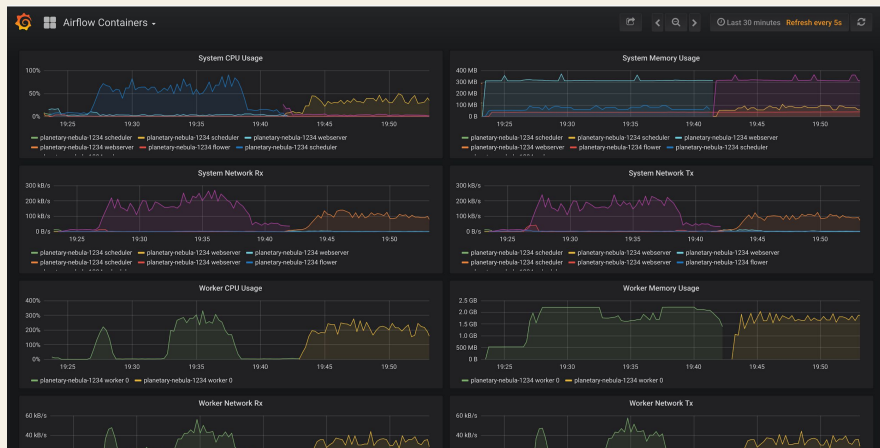 Airflow Containers
Last 30 minutes Refresh every 5s
System CPU Usage
100%
50%
0%
19:25 19:30 19:35 19:40 19:45 19:50
planetary-nebula-1234 scheduler planetary-nebula-1234 scheduler planetary-nebula-1234 webserver
planetary-nebula-1234 webserver planetary-nebula-1234 flower planetary-nebula-1234 scheduler
System Memory Usage
400 MB
300 MB
200 MB
100 MB
0 B
19:25 19:30 19:35 19:40 19:45 19:50
planetary-nebula-1234 scheduler planetary-nebula-1234 scheduler planetary-nebula-1234 webserver
planetary-nebula-1234 webserver planetary-nebula-1234 flower planetary-nebula-1234 scheduler
System Network Rx
300 kB/s
200 kB/s
100 kB/s
0 B/s
19:25 19:30 19:35 19:40 19:45 19:50
planetary-nebula-1234 scheduler planetary-nebula-1234 webserver planetary-nebula-1234 webserver
planetary-nebula-1234 scheduler planetary-nebula-1234 webserver planetary-nebula-1234 flower
System Network Tx
300 kB/s
200 kB/s
100 kB/s
0 B/s
19:25 19:30 19:35 19:40 19:45 19:50
planetary-nebula-1234 scheduler planetary-nebula-1234 webserver planetary-nebula-1234 webserver
planetary-nebula-1234 scheduler planetary-nebula-1234 webserver planetary-nebula-1234 flower
Worker CPU Usage
400%
300%
200%
100%
0%
19:25 19:30 19:35 19:40 19:45 19:50
planetary-nebula-1234 worker 0 planetary-nebula-1234 worker 0
Worker Memory Usage
2.5 GB
2.0 GB
1.5 GB
1.0 GB
500 MB
0 B
19:25 19:30 19:35 19:40 19:45 19:50
planetary-nebula-1234 worker 0 planetary-nebula-1234 worker 0
Worker Network Rx
60 kB/s
40 kB/s
Worker Network Tx
60 kB/s
40 kB/s